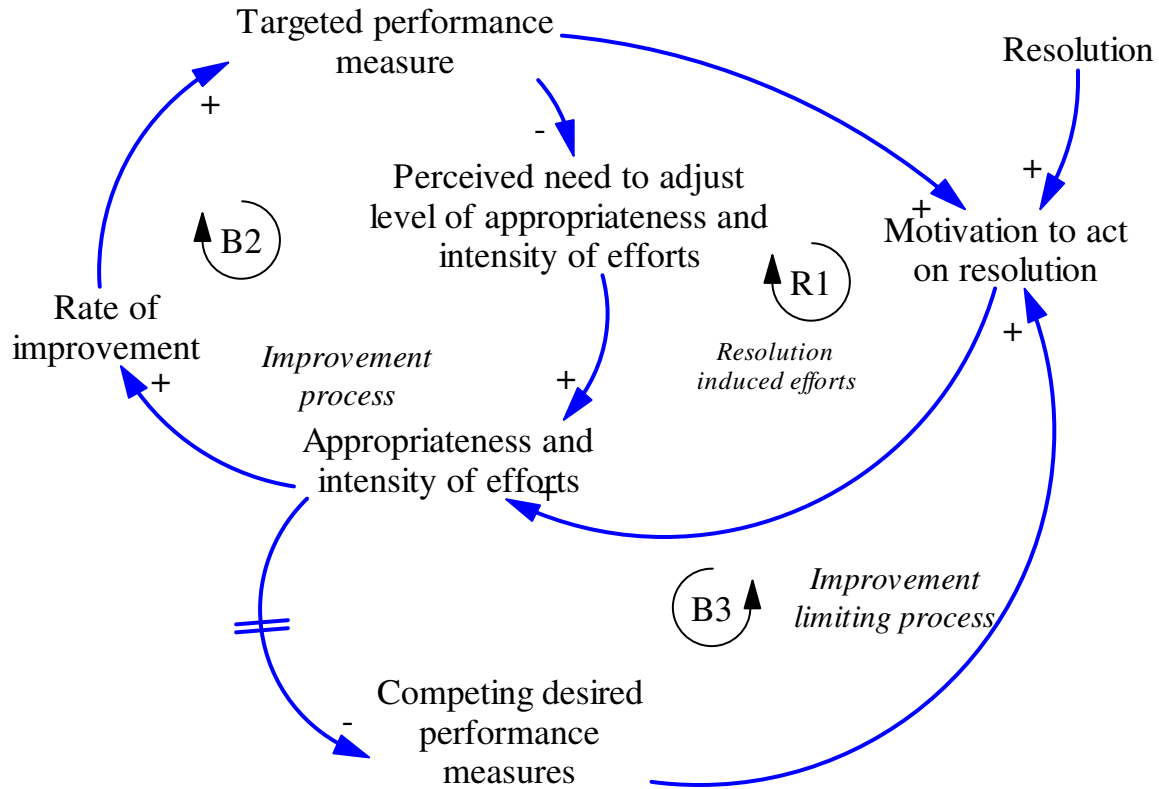 Targeted performance
measure
Resolution
+
-
+
Perceived need to adjust
level of appropriateness and
intensity of efforts
+
Motivation to act
on resolution
B2
R1
Rate of
improvement
+
Improvement
process
+
Resolution
induced efforts
+
Appropriateness and
intensity of efforts
+
B3
Improvement
limiting process
-
Competing desired
performance
measures